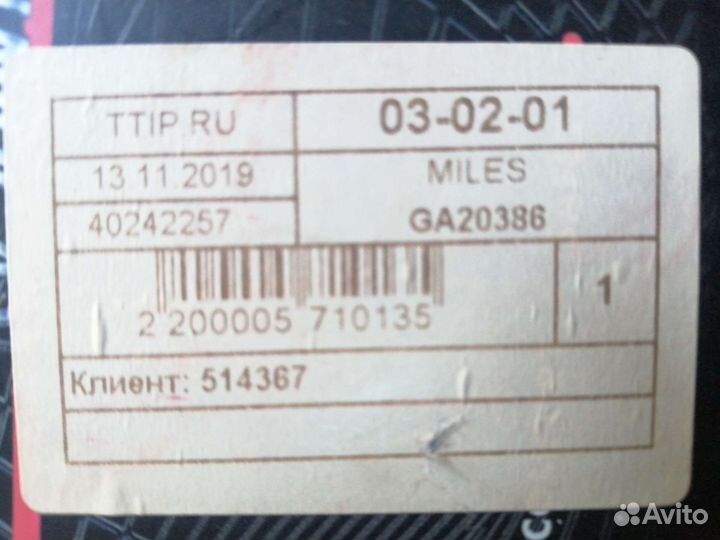 TTIP.RU
03-02-01
13.11.2019
MILES
40242257
GA20386
2 200005 710135
1
Клиент: 514367
Avito